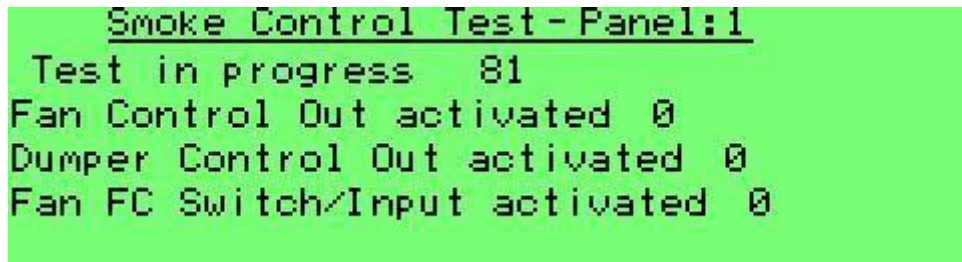 Smoke Control Test-Panel:1
Test in progress 81
Fan Control Out activated 0
Dumper Control Out activated 0
Fan FC Switch/Input activated 0